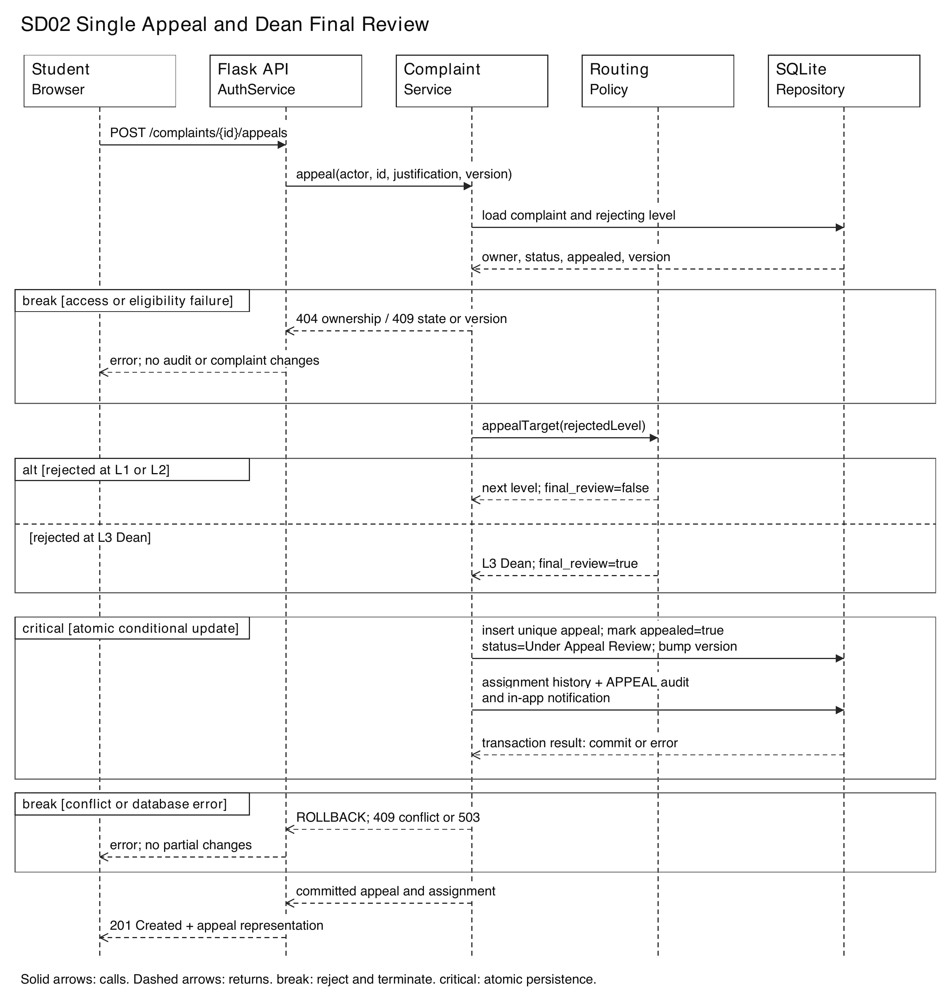 SD02 Single Appeal and Dean Final Review
Student
Browser
Flask API
AuthService
Complaint
Service
Routing
Policy
SQLite
Repository
POST /complaints/{id}/appeals
appeal(actor, id, justification, version)
load complaint and rejecting level
owner, status, appealed, version
break [access or eligibility failure]
404 ownership / 409 state or version
error; no audit or complaint changes
appealTarget(rejectedLevel)
alt [rejected at L1 or L2]
next level; final_review=false
[rejected at L3 Dean]
L3 Dean; final_review=true
critical [atomic conditional update]
insert unique appeal; mark appealed=true
status=Under Appeal Review; bump version
assignment history + APPEAL audit
and in-app notification
transaction result: commit or error
break [conflict or database error]
ROLLBACK; 409 conflict or 503
error; no partial changes
committed appeal and assignment
201 Created + appeal representation
Solid arrows: calls. Dashed arrows: returns. break: reject and terminate. critical: atomic persistence.